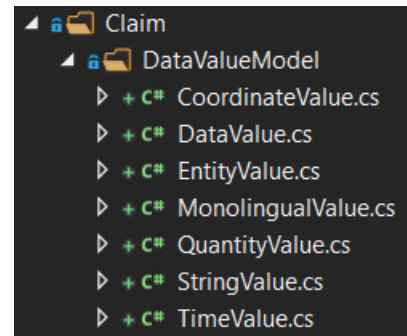 Claim
DataValueModel
+ C# CoordinateValue.cs
+ C# DataValue.cs
+ C# EntityValue.cs
+ C# MonolingualValue.cs
+ C# QuantityValue.cs
+ C# StringValue.cs
+ C# TimeValue.cs